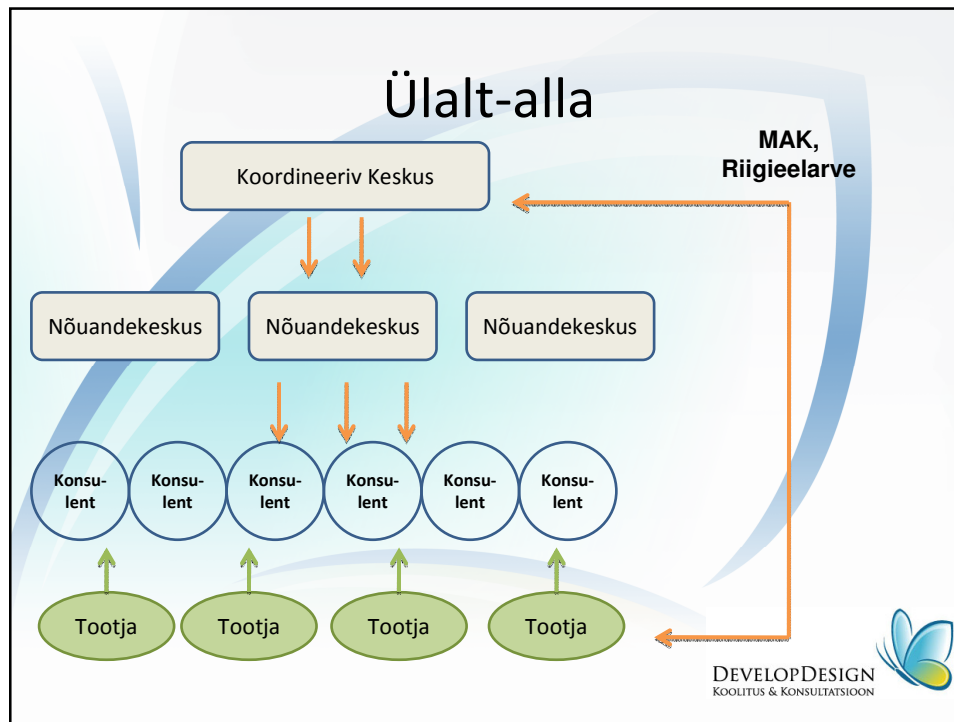 Ülalt-alla
MAK,
Riigieelarve
Koordineeriv Keskus
Nõuandekeskus
Nõuandekeskus
Nõuandekeskus
Konsu-
lent
Konsu-
lent
Konsu-
lent
Konsu-
lent
Konsu-
lent
Konsu-
lent
Tootja
Tootja
Tootja
Tootja
DEVELOPDESIGN
KOOLITUS & KONSULTATSIOON